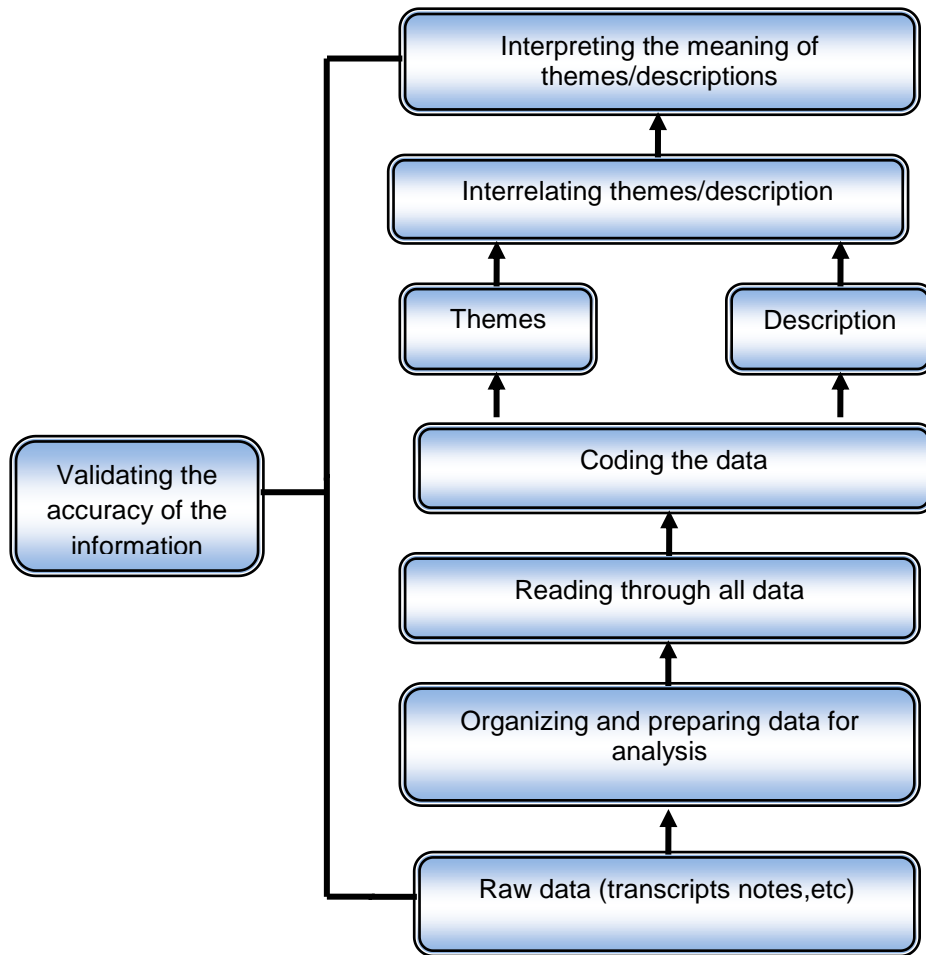 Interpreting the meaning of
themes/descriptions
Interrelating themes/description
Themes
Description
Coding the data
Validating the
accuracy of the
information
Reading through all data
Organizing and preparing data for
analysis
Raw data (transcripts notes,etc)